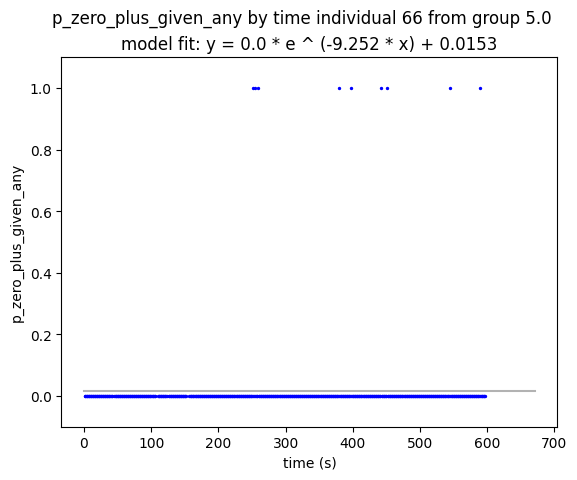 p_zero_plus_given_any by time individual 66 from group 5.0
model fit: y = 0.0 * e ^ (-9.252 * x) + 0.0153
1.0
0.8
0.6
0.4
0.2
0.0
p_zero_plus_given_any
0 100 200 300 400 500 600 700
time (s)